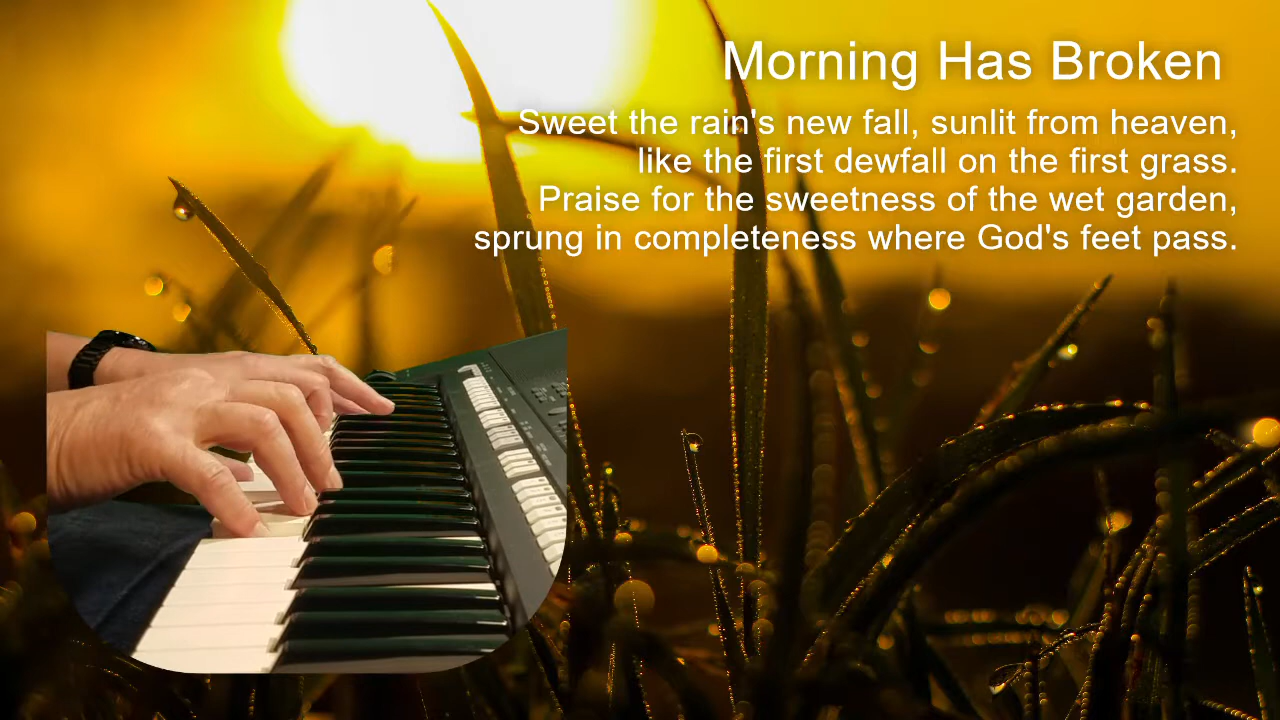 Morning Has Broken
Sweet the rain's new fall, sunlit from heaven,
like the first dewfall on the first grass.
Praise for the sweetness of the wet garden,
sprung in completeness where God's feet pass.